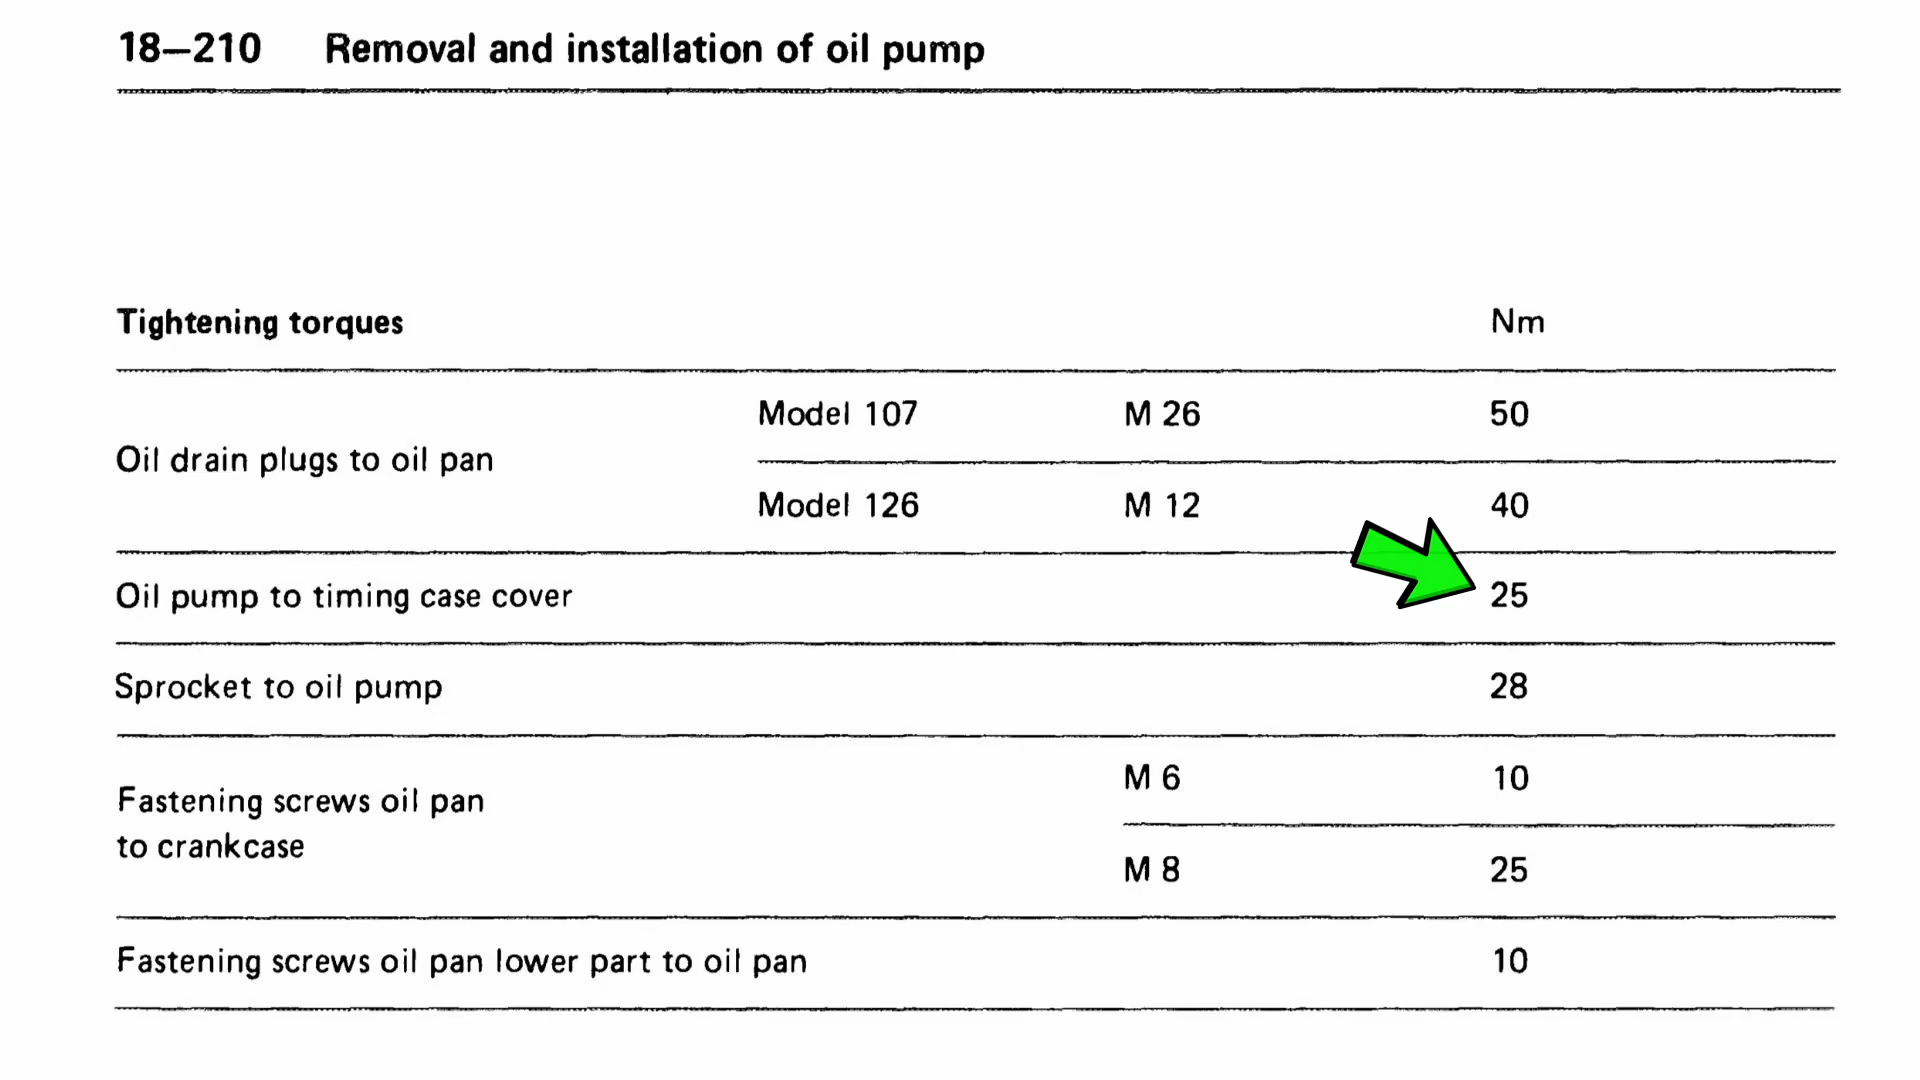 18–210 Removal and installation of oil pump
Tightening torques Nm
Model 107 M 26 50
Oil drain plugs to oil pan
Model 126 M 12 40
Oil pump to timing case cover 25
Sprocket to oil pump 28
M 6 10
Fastening screws oil pan
to crankcase
M 8 25
Fastening screws oil pan lower part to oil pan 10